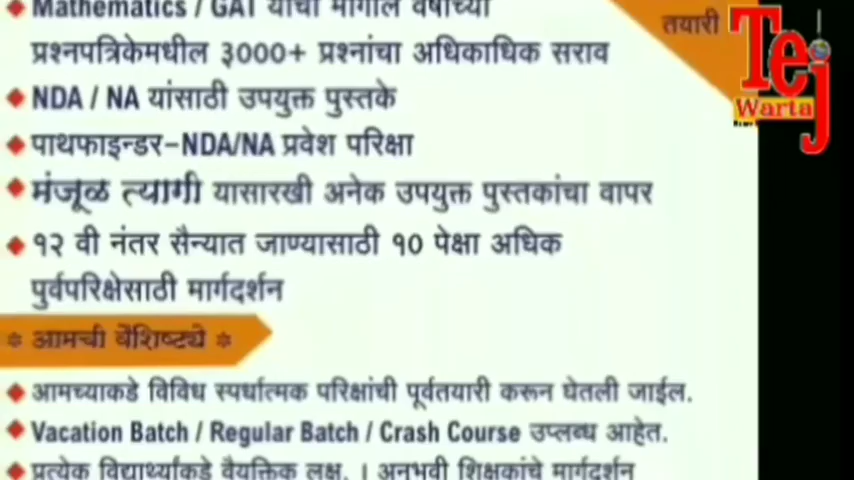 Mathematics / GAT यांचा मागील वर्षाच्या
प्रश्नपत्रिकेमधील ३०००+ प्रश्नांचा अधिकाधिक सराव
NDA / NA यांसाठी उपयुक्त पुस्तके
पाथफाइन्डर-NDA/NA प्रवेश परिक्षा
मंजूळ त्यागी यासारखी अनेक उपयुक्त पुस्तकांचा वापर
१२ वी नंतर सैन्यात जाण्यासाठी १० पेक्षा अधिक
पुर्वपरिक्षेसाठी मार्गदर्शन
आमची वैशिष्ट्ये
आमच्याकडे विविध स्पर्धात्मक परिक्षांची पूर्वतयारी करून घेतली जाईल.
Vacation Batch / Regular Batch / Crash Course उप्लब्ध आहेत.
प्रत्येक विद्यार्थ्यांकडे वैयक्तिक लक्ष. । अनुभवी शिक्षकांचे मार्गदर्शन
तयारी
Tej
Warta